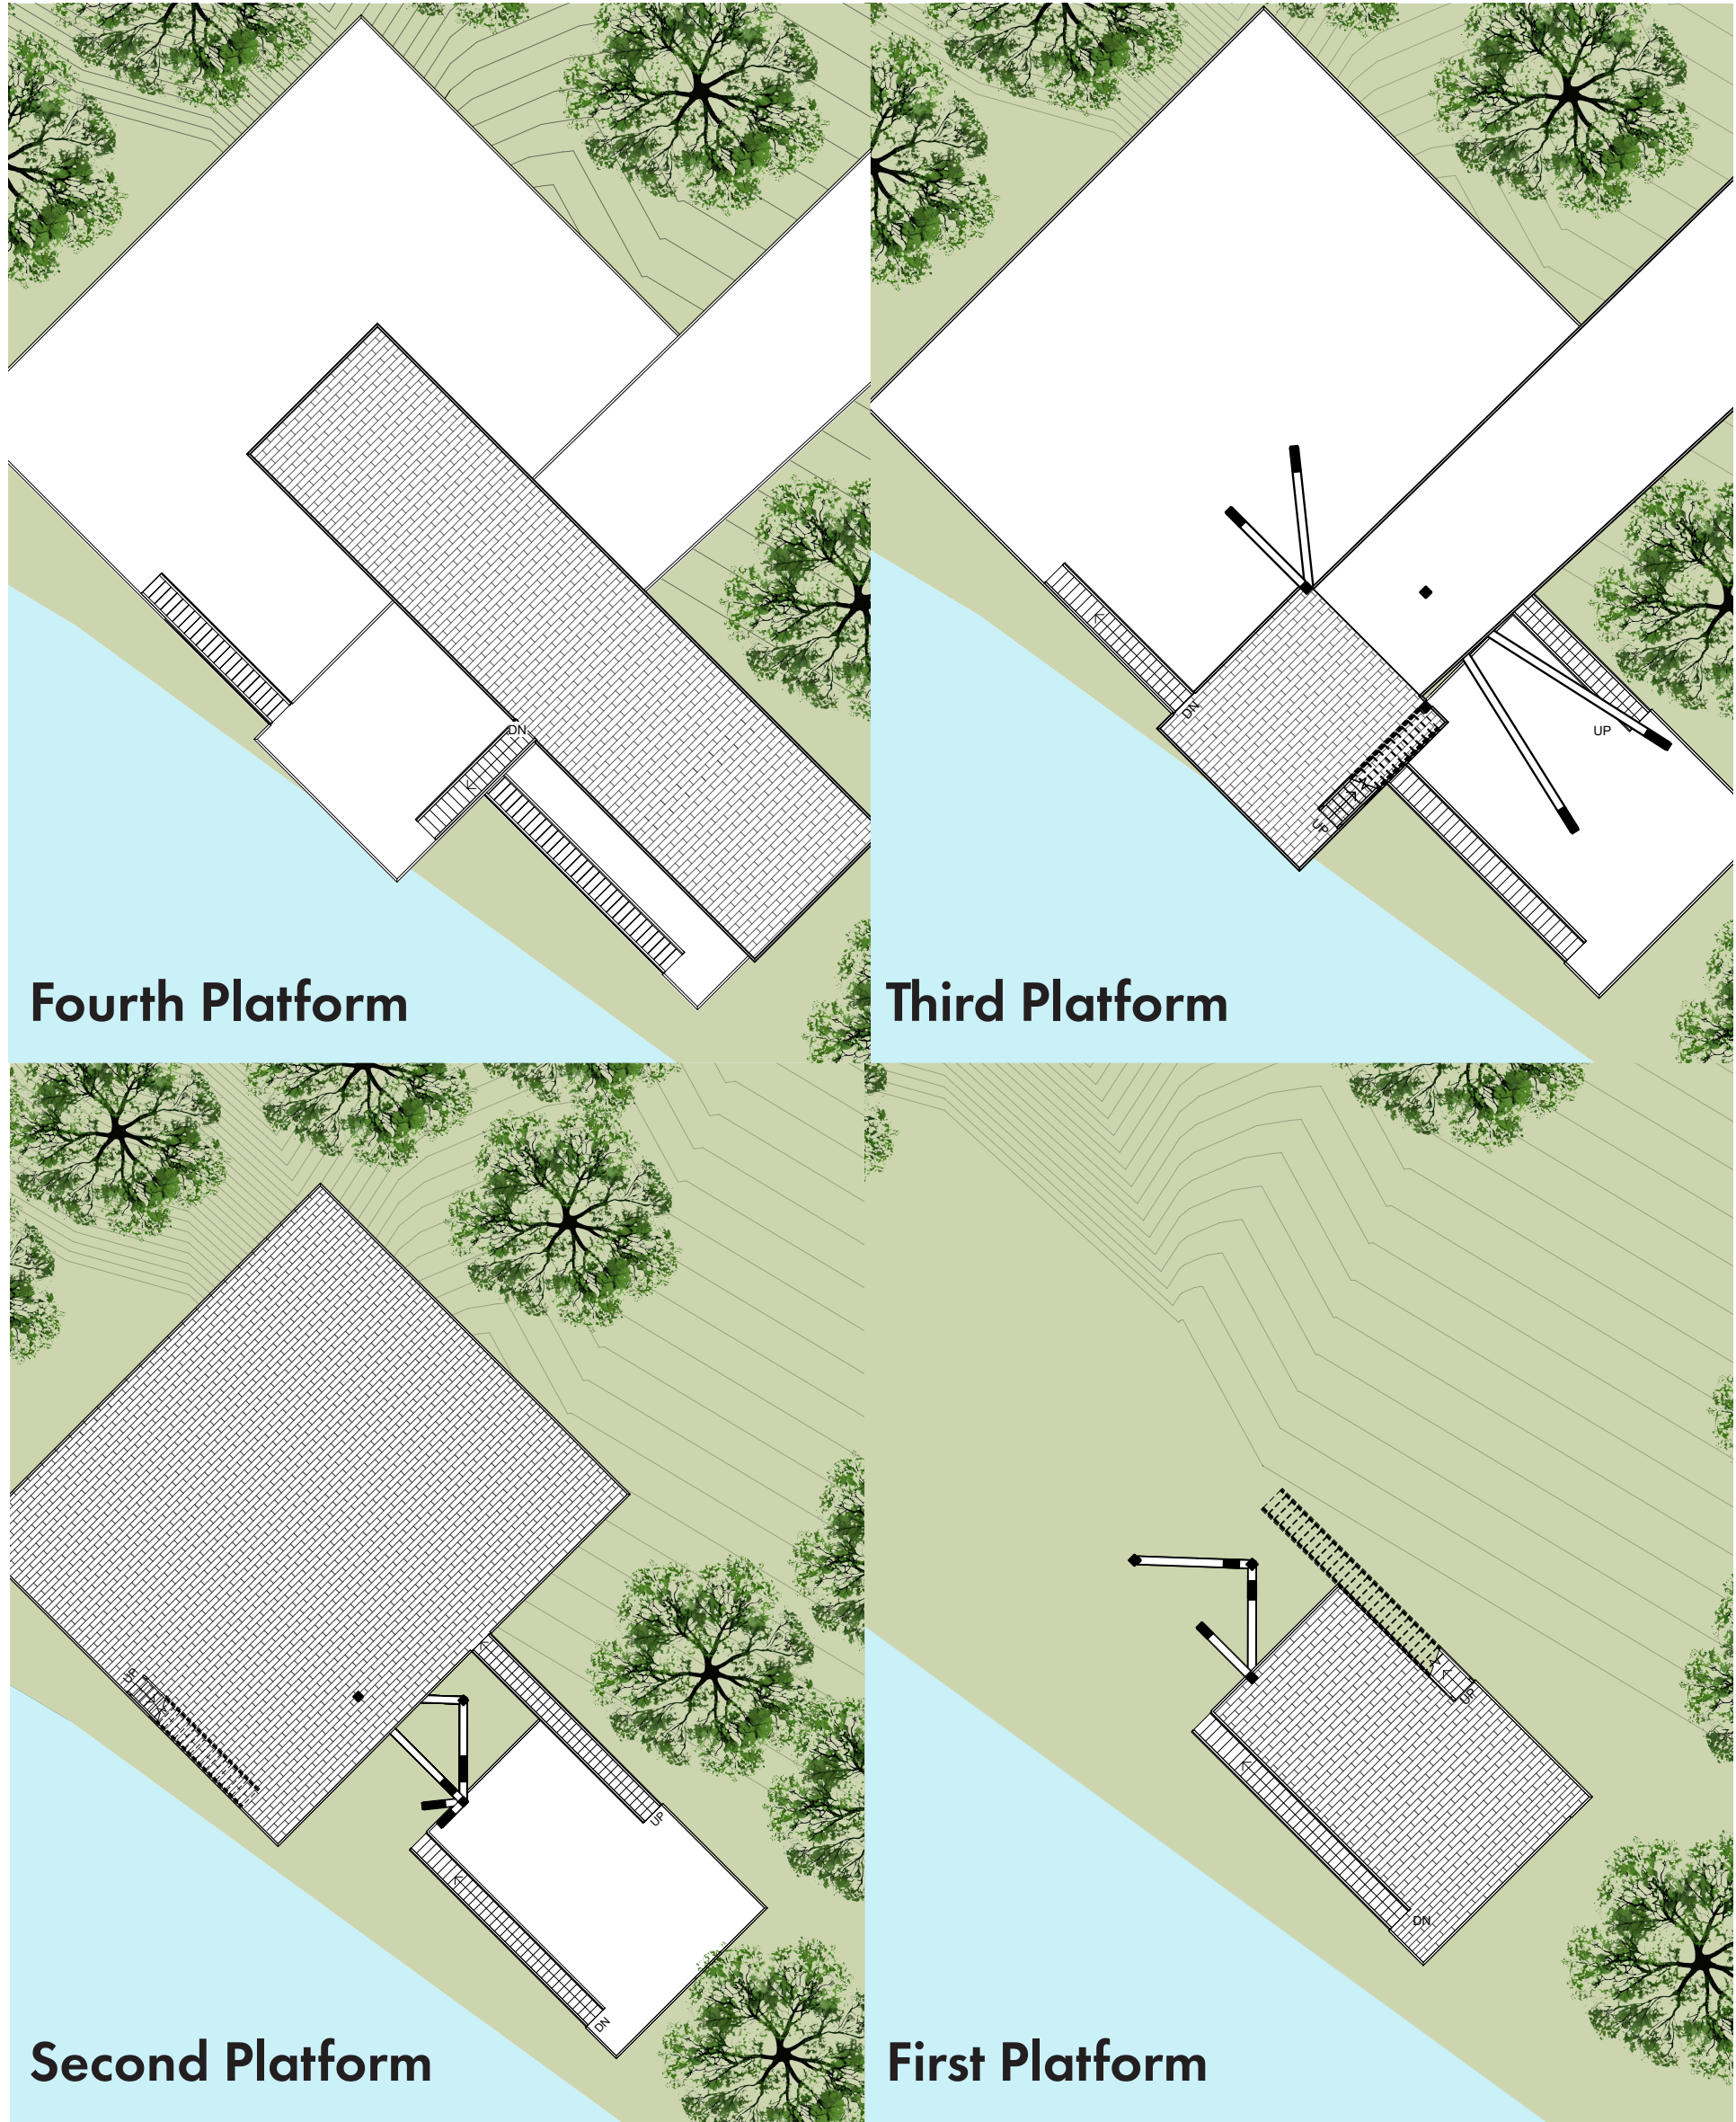 DN
Fourth Platform
DN
UP
UP
Third Platform
UP
UP
DN
Second Platform
UP
DN
First Platform